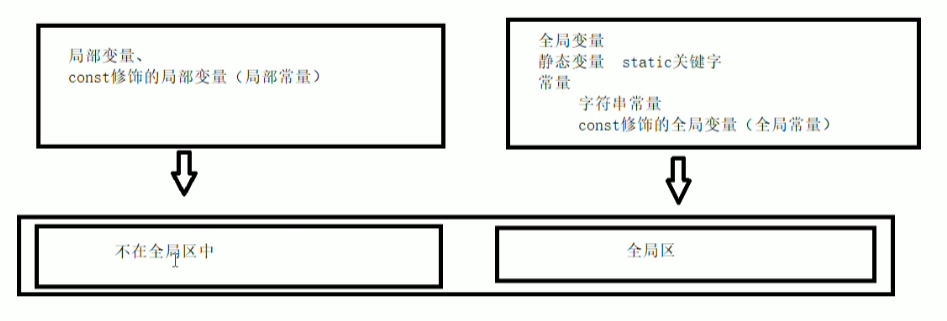 局部变量、
const修饰的局部变量（局部常量）
全局变量
静态变量 static关键字
常量
字符串常量
const修饰的全局变量（全局常量）
不在全局区中
全局区